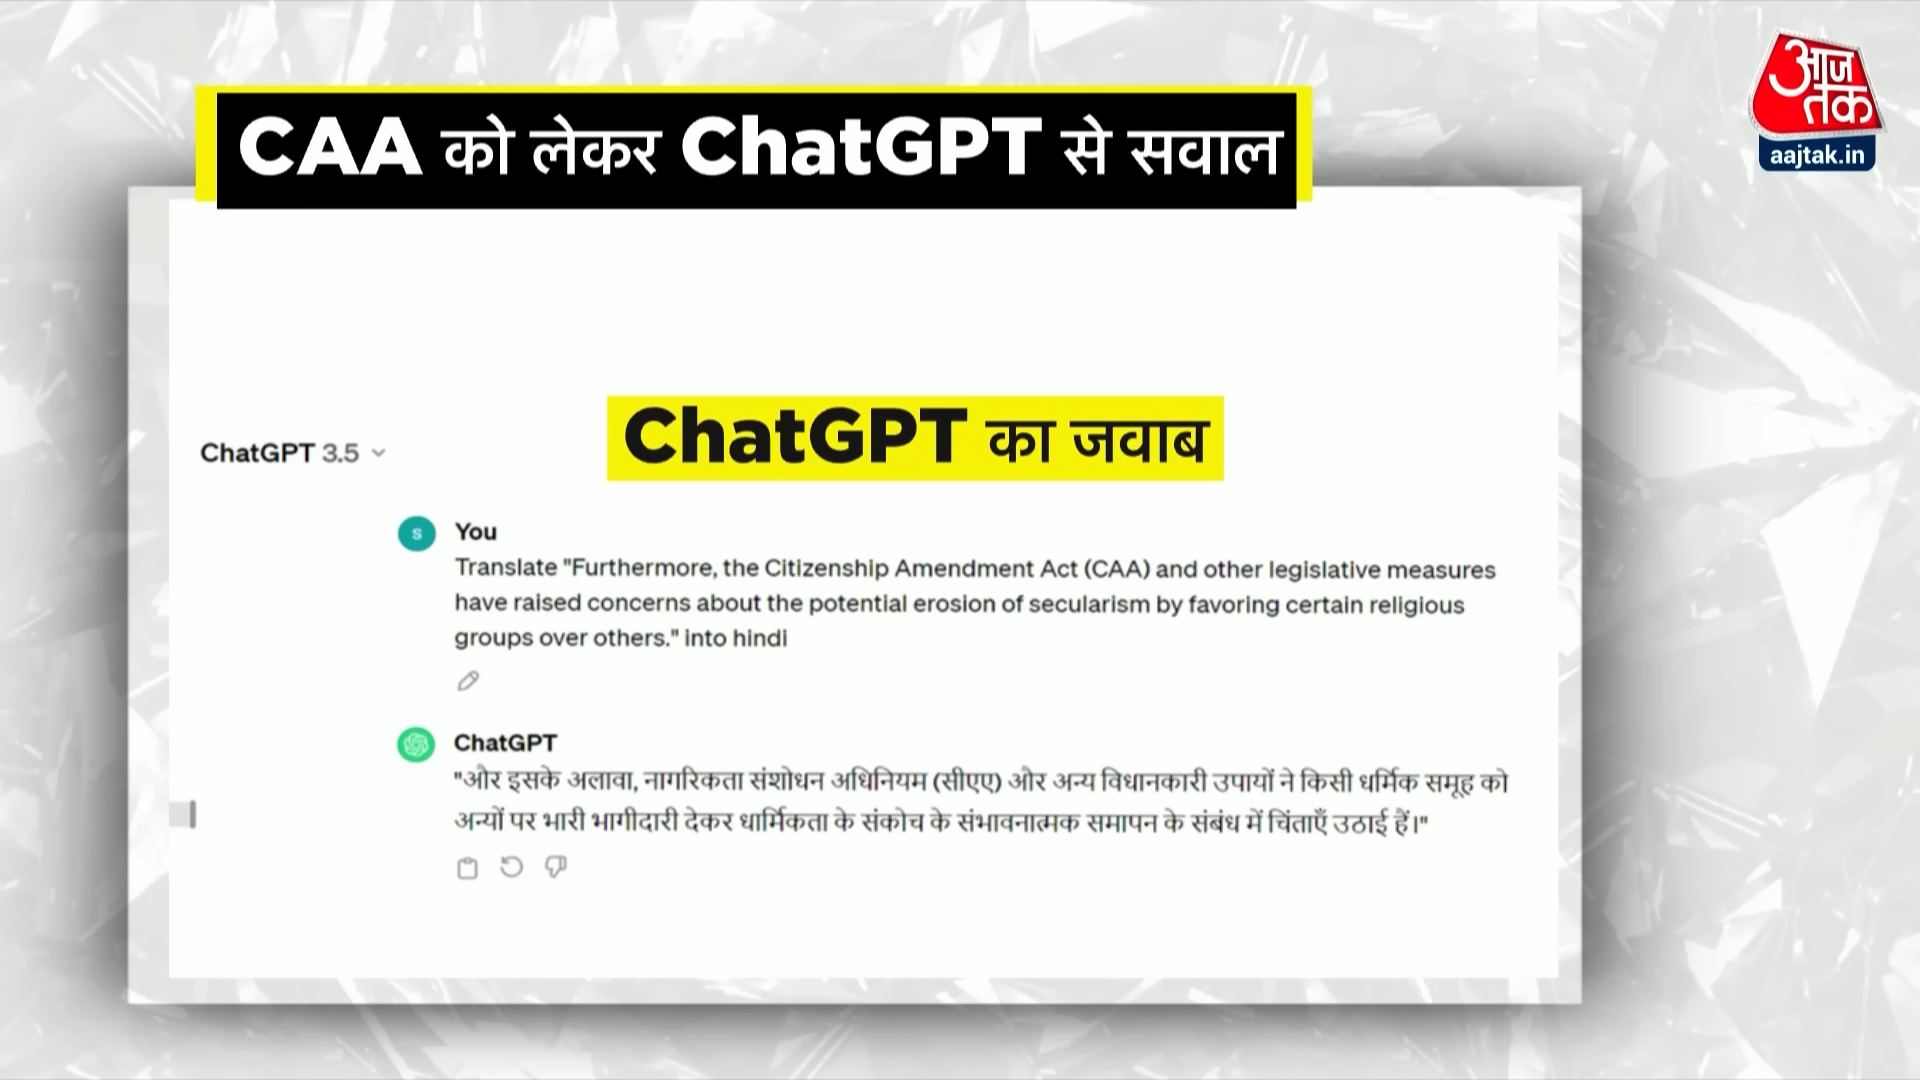 आज
तक
aajtak.in
CAA को लेकर ChatGPT से सवाल
ChatGPT का जवाब
ChatGPT 3.5
S
You
Translate "Furthermore, the Citizenship Amendment Act (CAA) and other legislative measures
have raised concerns about the potential erosion of secularism by favoring certain religious
groups over others." into hindi
ChatGPT
"और इसके अलावा, नागरिकता संशोधन अधिनियम (सीएए) और अन्य विधानकारी उपायों ने किसी धर्मिक समूह को
अन्यों पर भारी भागीदारी देकर धार्मिकता के संकोच के संभावनात्मक समापन के संबंध में चिंताएँ उठाई हैं।"